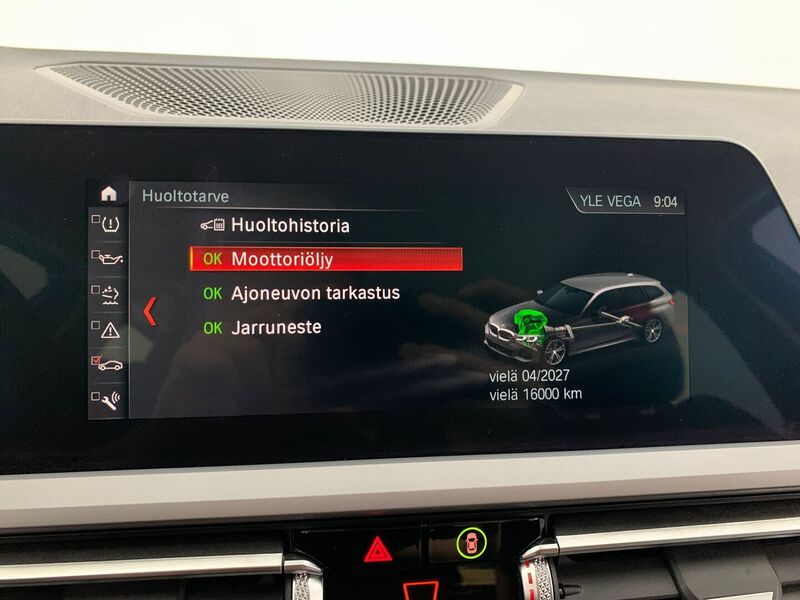 Huoltotarve
YLE VEGA 9:04
Huoltohistoria
OK Moottoriöljy
OK Ajoneuvon tarkastus
OK Jarruneste
vielä 04/2027
vielä 16000 km